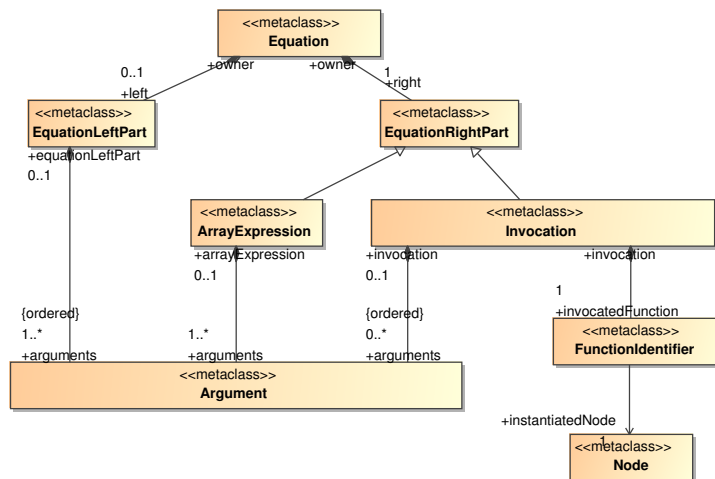 <<metaclass>>
Equation
+owner
+owner
0..1
+left
1
+right
<<metaclass>>
EquationLeftPart
<<metaclass>>
EquationRightPart
+equationLeftPart
0..1
<<metaclass>>
ArrayExpression
<<metaclass>>
Invocation
+arrayExpression
0..1
+invocation
0..1
+invocation
{ordered}
1..*
+arguments
1..*
+arguments
{ordered}
0..*
+arguments
1
+invocatedFunction
<<metaclass>>
FunctionIdentifier
<<metaclass>>
Argument
+instantiatedNode
1
<<metaclass>>
Node